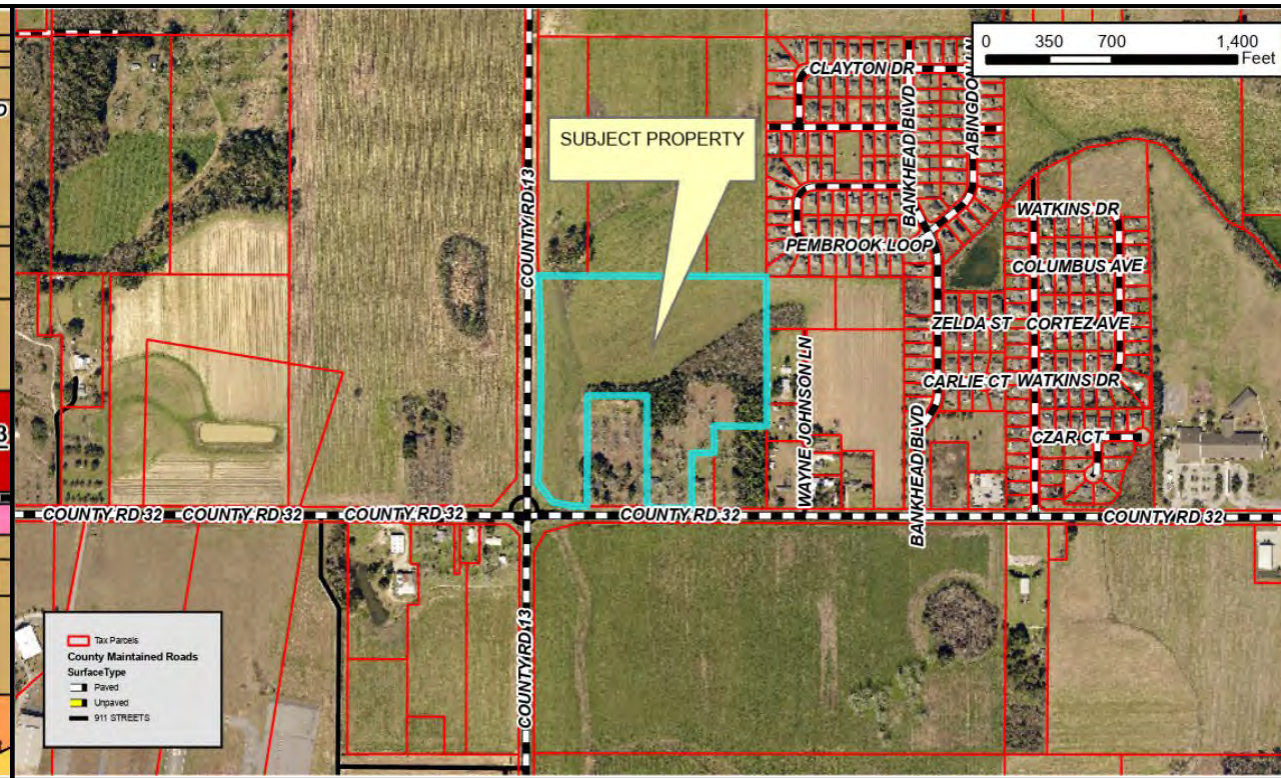 0 350 700 1,400
Feet
CLAYTON DR
ABINGDON LN
BANKHEAD BLVD
SUBJECT PROPERTY
COUNTY RD 13
WATKINS DR
PEMBROOK LOOP
COLUMBUS AVE
ZELDA ST
CORTEZ AVE
WAYNE JOHNSON LN
CARLIE CT
WATKINS DR
BANKHEAD BLVD
CZAR CT
COUNTY RD 32
COUNTY RD 32
COUNTY RD 32
COUNTY RD 32
COUNTY RD 32
COUNTY RD 13
Tax Parcels
County Maintained Roads
SurfaceType
Paved
Unpaved
911 STREETS